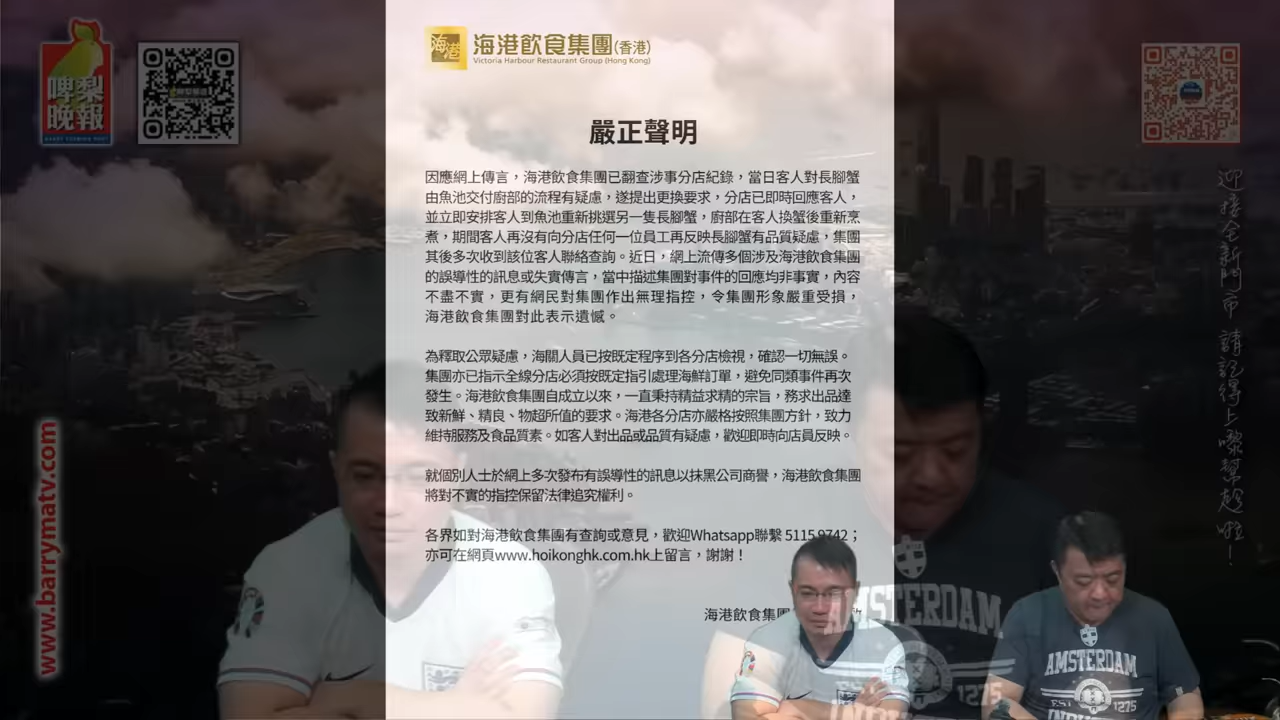 海港飲食集團(香港)
Victoria Harbour Restaurant Group (Hong Kong)
海港
啤梨晚報
嚴正聲明
因應網上傳言，海港飲食集團已翻查涉事分店紀錄，當日客人對長腳蟹
由魚池交付廚部的流程有疑慮，遂提出更換要求，分店已即時回應客人，
並立即安排客人到魚池重新挑選另一隻長腳蟹，廚部在客人換蟹後重新烹
煮，期間客人再沒有向分店任何一位員工再反映長腳蟹有品質疑慮，集團
其後多次收到該位客人聯絡查詢。近日，網上流傳多個涉及海港飲食集團
的誤導性的訊息或失實傳言，當中描述集團對事件的回應均非事實，內容
不盡不實，更有網民對集團作出無理指控，令集團形象嚴重受損，
海港飲食集團對此表示遺憾。
為釋取公眾疑慮，海關人員已按既定程序到各分店檢視，確認一切無誤。
集團亦已指示全線分店必須按既定指引處理海鮮訂單，避免同類事件再次
發生。海港飲食集團自成立以來，一直秉持精益求精的宗旨，務求出品達
致新鮮、精良、物超所值的要求。海港各分店亦嚴格按照集團方針，致力
維持服務及食品質素。如客人對出品或品質有疑慮，歡迎即時向店員反映。
就個別人士於網上多次發布有誤導性的訊息以抹黑公司商譽，海港飲食集團
將對不實的指控保留法律追究權利。
各界如對海港飲食集團有查詢或意見，歡迎Whatsapp聯繫 5115 9742；
亦可在網頁www.hoikonghk.com.hk上留言，謝謝！
海港飲食集團
www.barrymatv.com
迎接全新門市 請記得上嚟幫趁啦！
AMSTERDAM
1275
AMSTERDAM
EST 1275